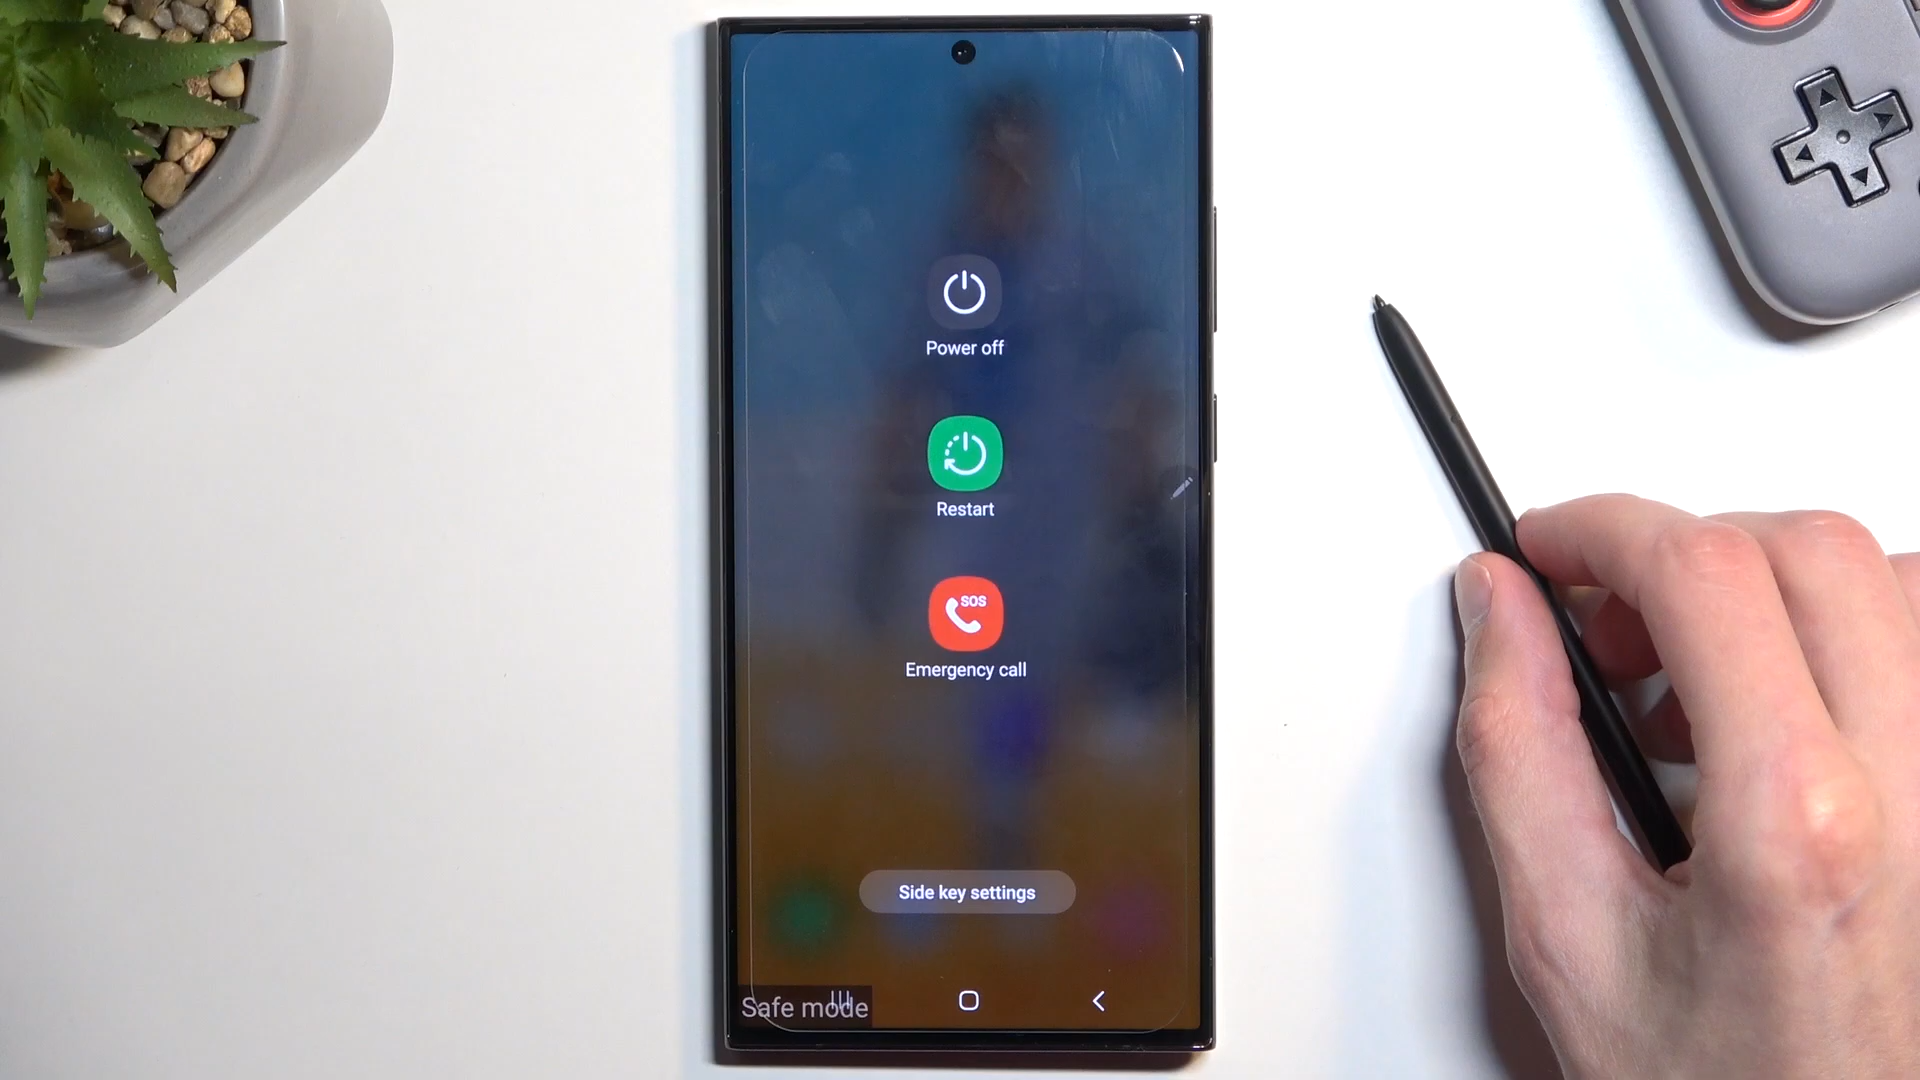 Power off
Restart
SOS
Emergency call
Side key settings
Safe mode